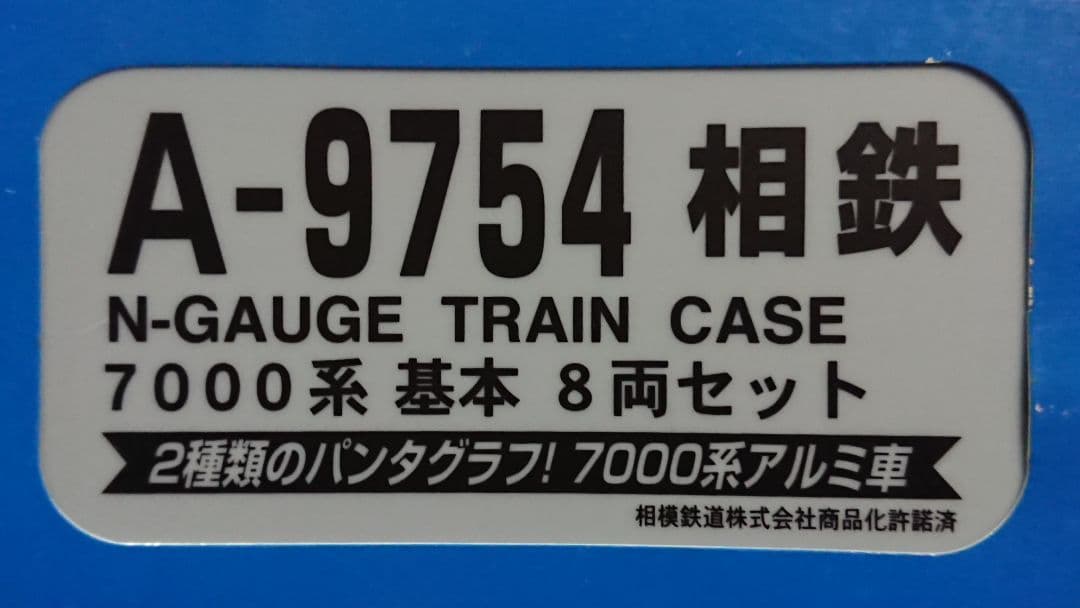 A-9754 相鉄
N-GAUGE TRAIN CASE
7000系 基本 8両セット
2種類のパンタグラフ! 7000系アルミ車
相模鉄道株式会社商品化許諾済